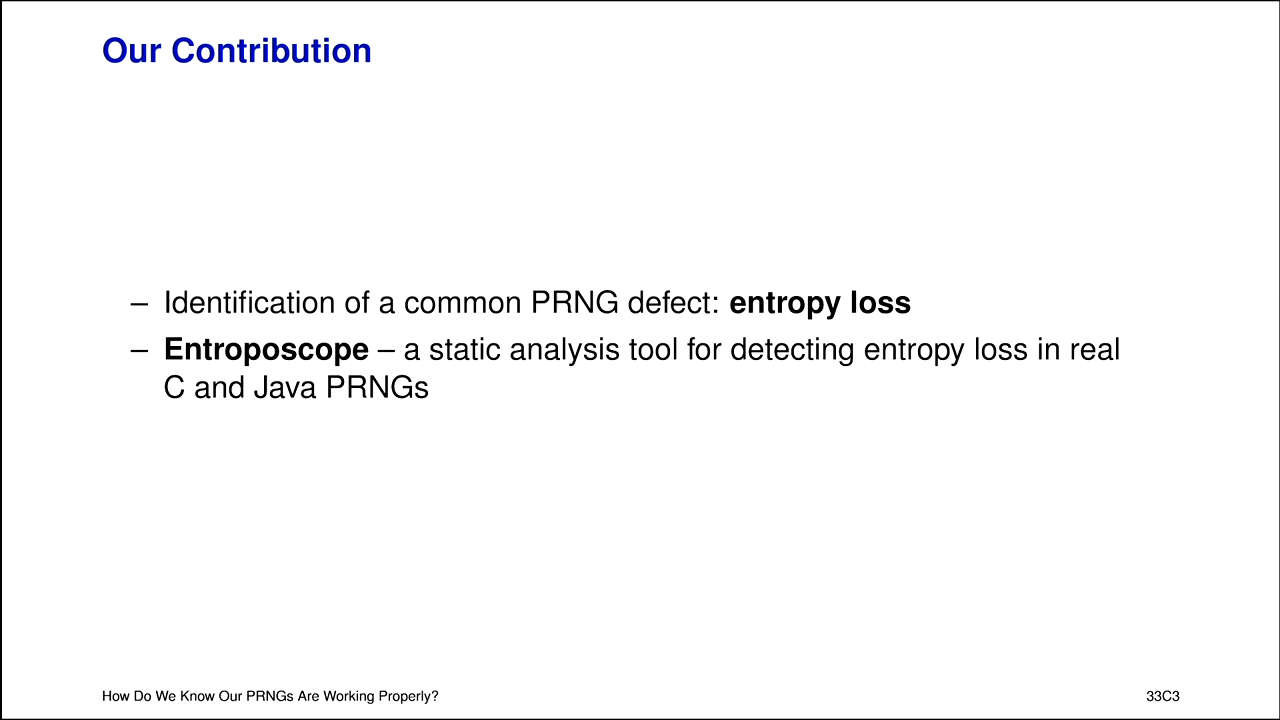 Our Contribution
– Identification of a common PRNG defect: entropy loss
– Entroposcope – a static analysis tool for detecting entropy loss in real
C and Java PRNGs
How Do We Know Our PRNGs Are Working Properly?
33C3